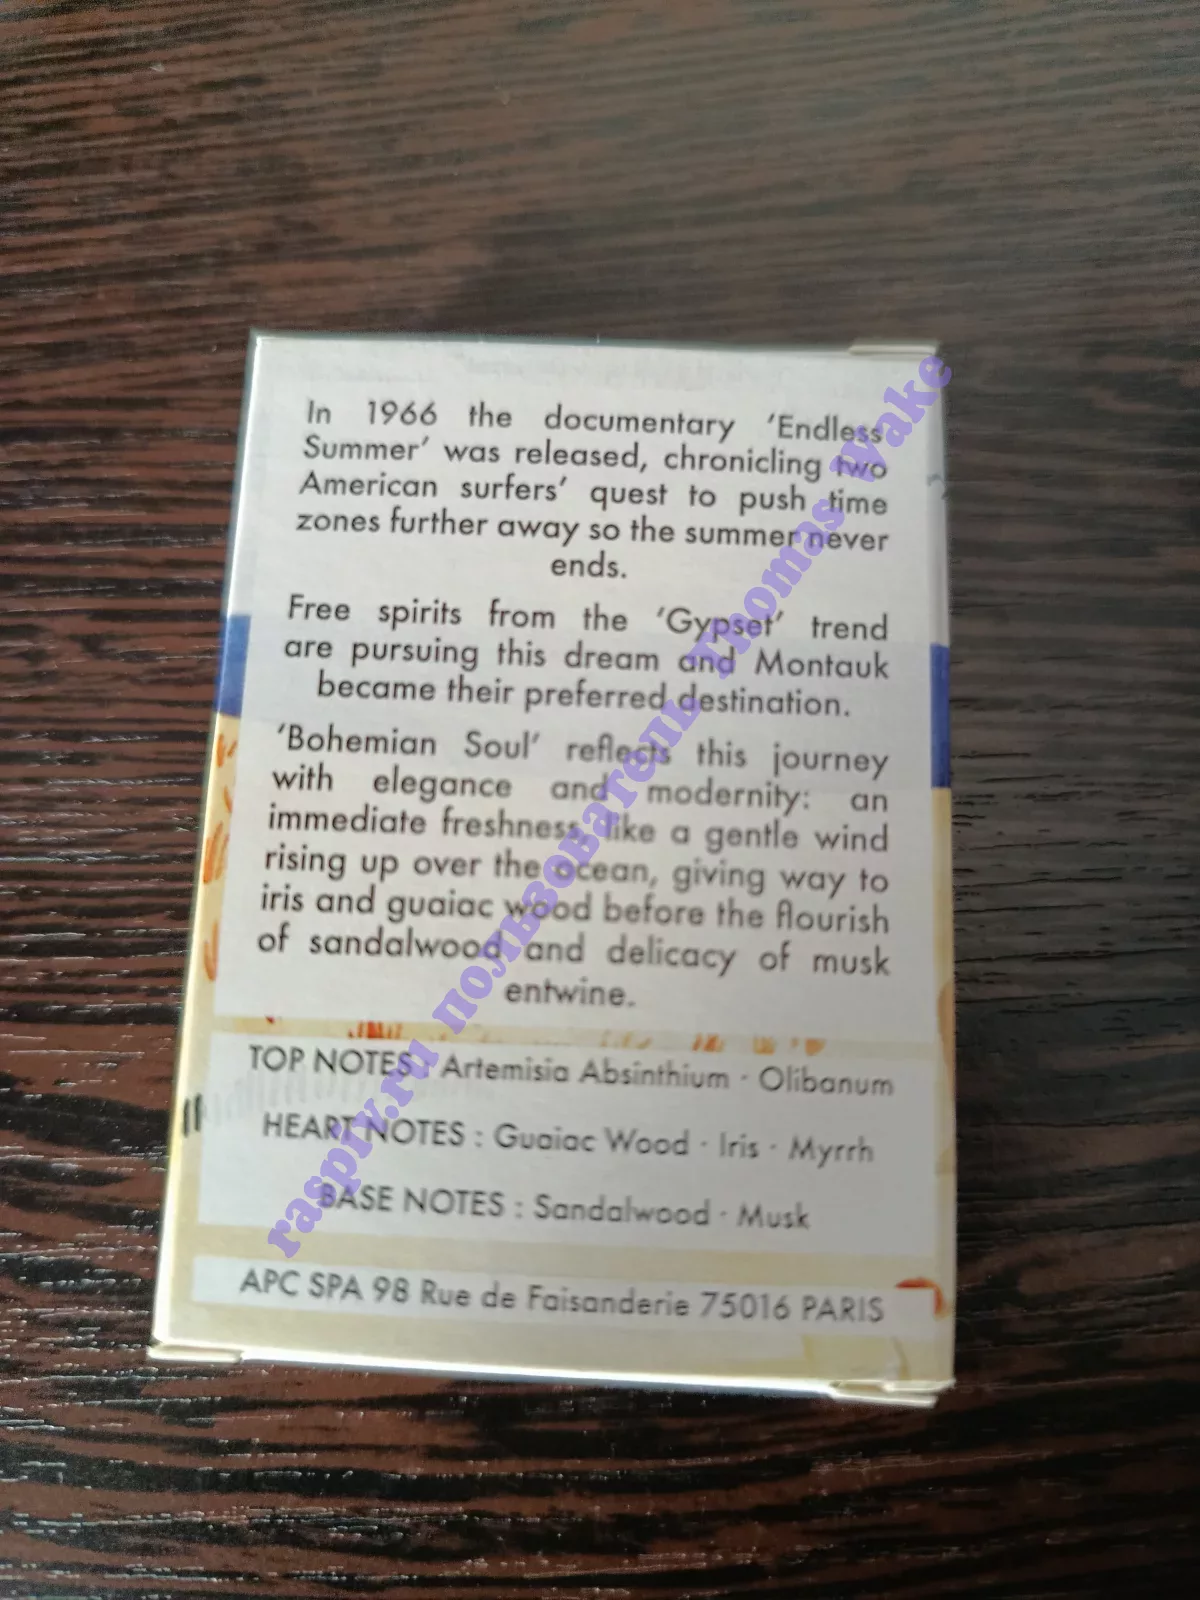 In 1966 the documentary 'Endless
Summer' was released, chronicling two
American surfers' quest to push time
zones further away so the summer never
ends.
Free spirits from the 'Gypset' trend
are pursuing this dream and Montauk
became their preferred destination.
'Bohemian Soul' reflects this journey
with elegance and modernity: an
immediate freshness, like a gentle wind
rising up over the ocean, giving way to
iris and guaiac wood before the flourish
of sandalwood and delicacy of musk
entwine.
TOP NOTES : Artemisia Absinthium · Olibanum
HEART NOTES : Guaiac Wood · Iris · Myrrh
BASE NOTES : Sandalwood · Musk
APC SPA 98 Rue de Faisanderie 75016 PARIS
raspiv.ru пользователь Thomas Wake